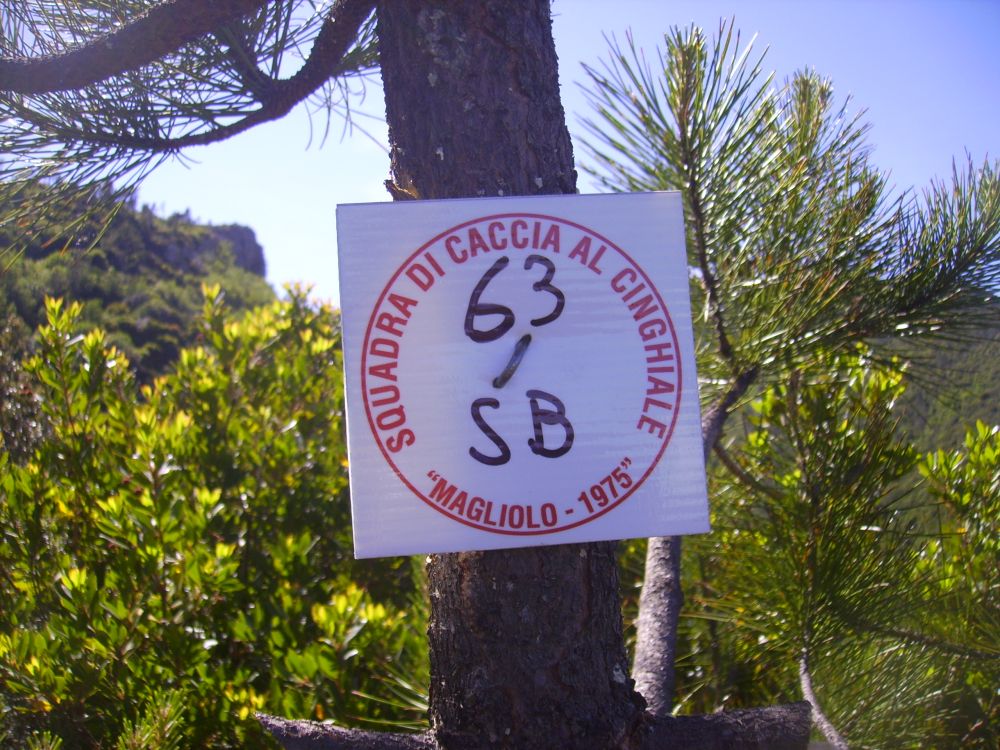 SQUADRA DI CACCIA AL CINGHIALE
63
/
SB
"MAGLIOLO - 1975"